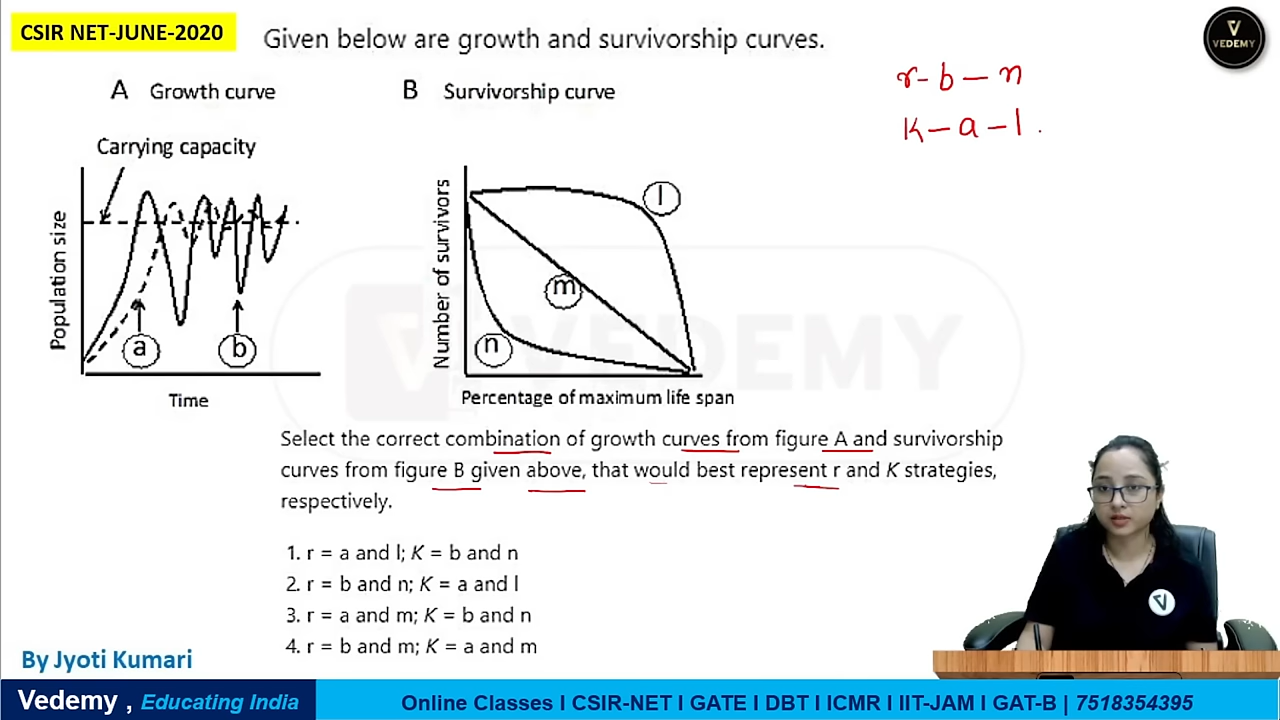 CSIR NET-JUNE-2020
Given below are growth and survivorship curves.
VEDEMY
A Growth curve
B Survivorship curve
r - b - n
K - a - l .
Carrying capacity
Population size
a
b
Time
Number of survivors
l
m
n
Percentage of maximum life span
VEDEMY
Select the correct combination of growth curves from figure A and survivorship
curves from figure B given above, that would best represent r and K strategies,
respectively.
1. r = a and l; K = b and n
2. r = b and n; K = a and l
3. r = a and m; K = b and n
4. r = b and m; K = a and m
By Jyoti Kumari
Vedemy , Educating India
Online Classes I CSIR-NET I GATE I DBT I ICMR I IIT-JAM I GAT-B | 7518354395